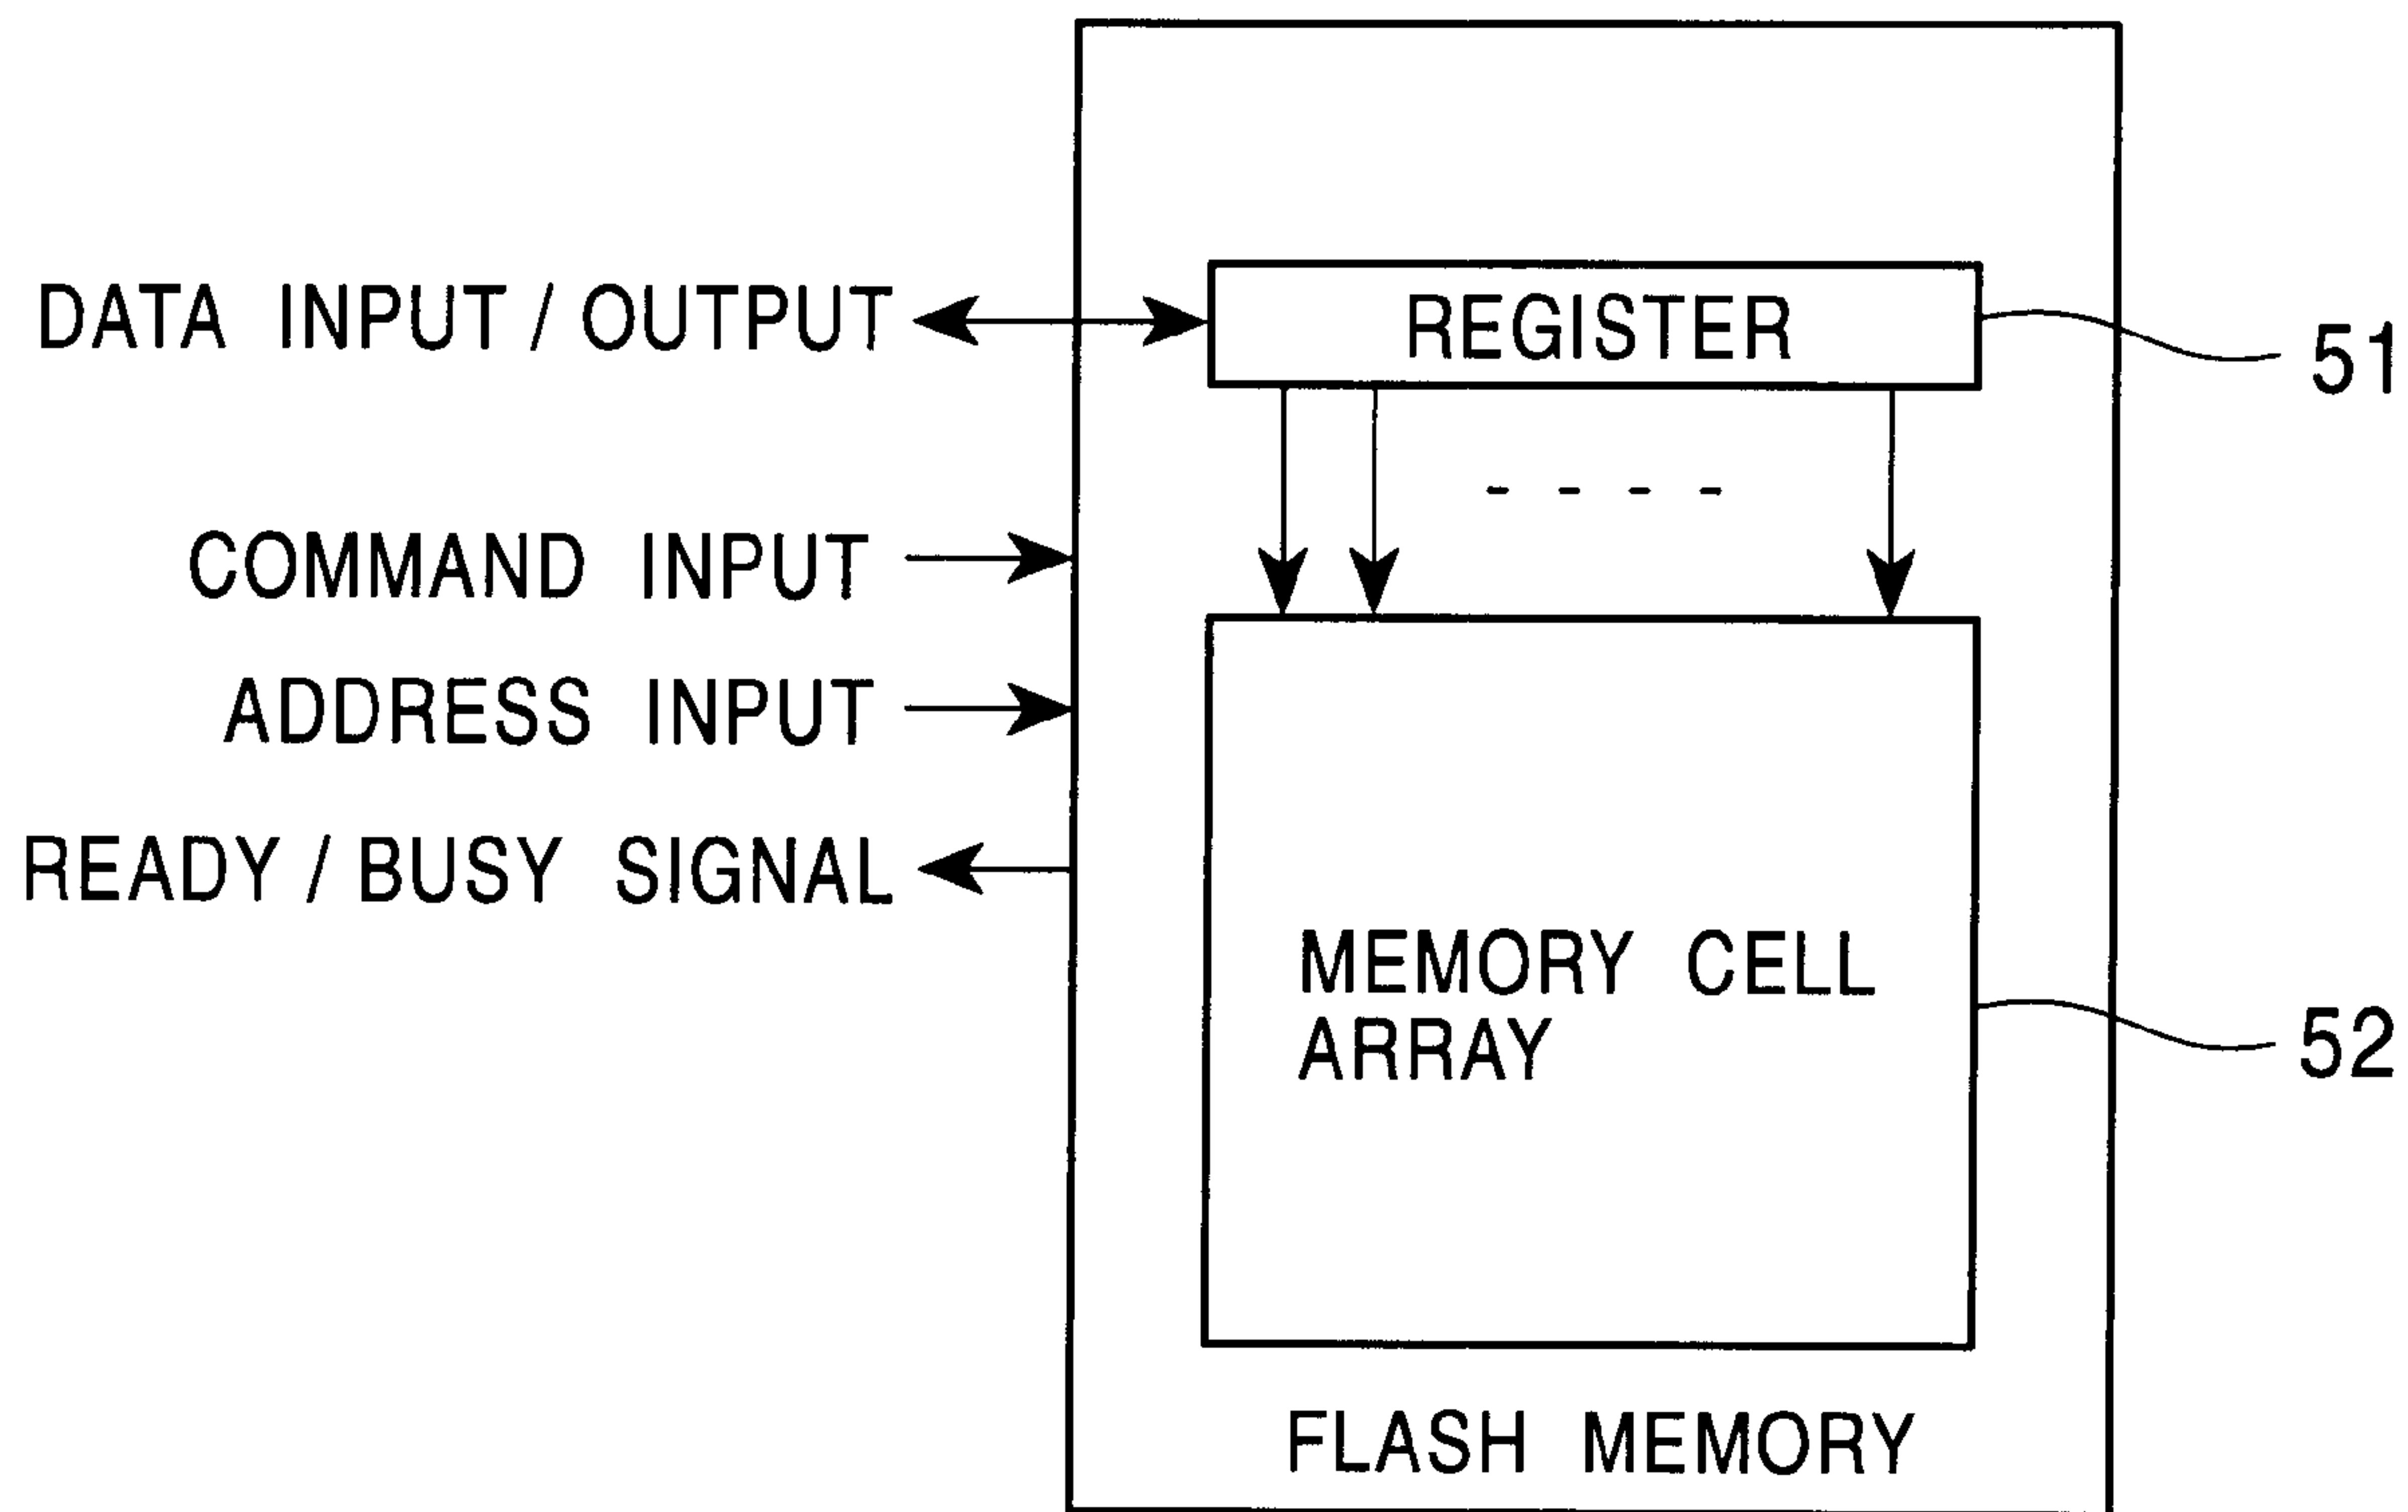 DATA INPUT / OUTPUT
REGISTER
51
COMMAND INPUT
ADDRESS INPUT
READY / BUSY SIGNAL
MEMORY CELL
ARRAY
52
FLASH MEMORY